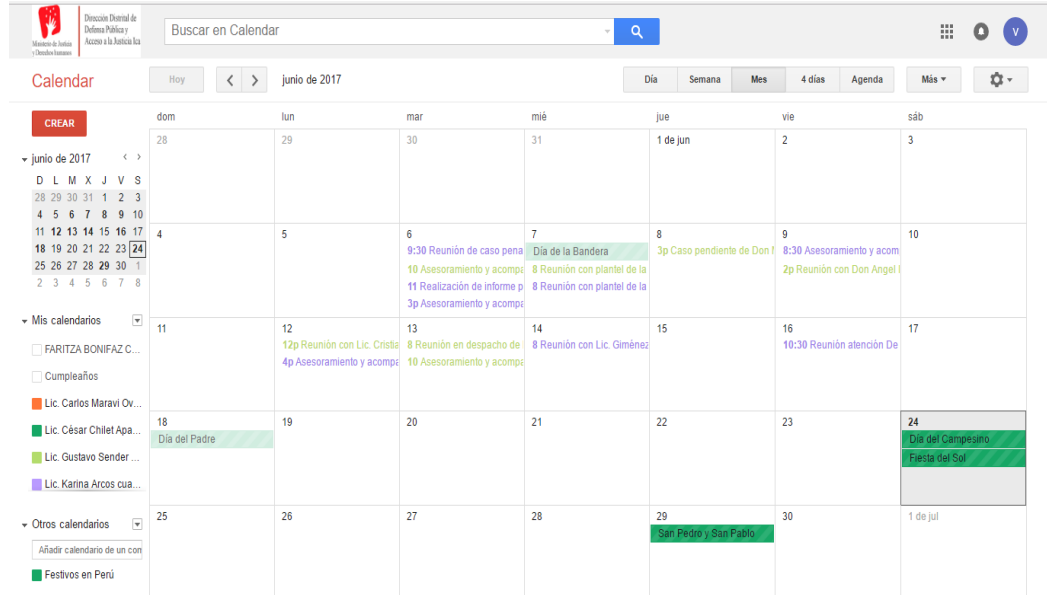 Ministerio de Justicia
y Derechos humanos
Dirección Distrital de
Defensa Pública y
Acceso a la Justicia Ica
Buscar en Calendar
V
Calendar
Hoy
junio de 2017
Día Semana Mes 4 días Agenda
Más
CREAR
junio de 2017
D L M X J V S
28 29 30 31 1 2 3
4 5 6 7 8 9 10
11 12 13 14 15 16 17
18 19 20 21 22 23 24
25 26 27 28 29 30 1
2 3 4 5 6 7 8
Mis calendarios
FARITZA BONIFAZ C...
Cumpleaños
Lic. Carlos Maravi Ov...
Lic. César Chilet Apa...
Lic. Gustavo Sender ...
Lic. Karina Arcos cua...
Otros calendarios
Añadir calendario de un com
Festivos en Perú
dom lun mar mié jue vie sáb
28 29 30 31 1 de jun 2 3
4 5 6 7 8 9 10
9:30 Reunión de caso pena
10 Asesoramiento y acompa
11 Realización de informe p
3p Asesoramiento y acompa
Día de la Bandera
8 Reunión con plantel de la
8 Reunión con plantel de la
3p Caso pendiente de Don N
8:30 Asesoramiento y acom
2p Reunión con Don Angel
11 12 13 14 15 16 17
12p Reunión con Lic. Cristia
4p Asesoramiento y acompa
8 Reunión en despacho de
10 Asesoramiento y acompa
8 Reunión con Lic. Giménez
10:30 Reunión atención De
18 19 20 21 22 23 24
Día del Padre
Día del Campesino
Fiesta del Sol
25 26 27 28 29 30 1 de jul
San Pedro y San Pablo